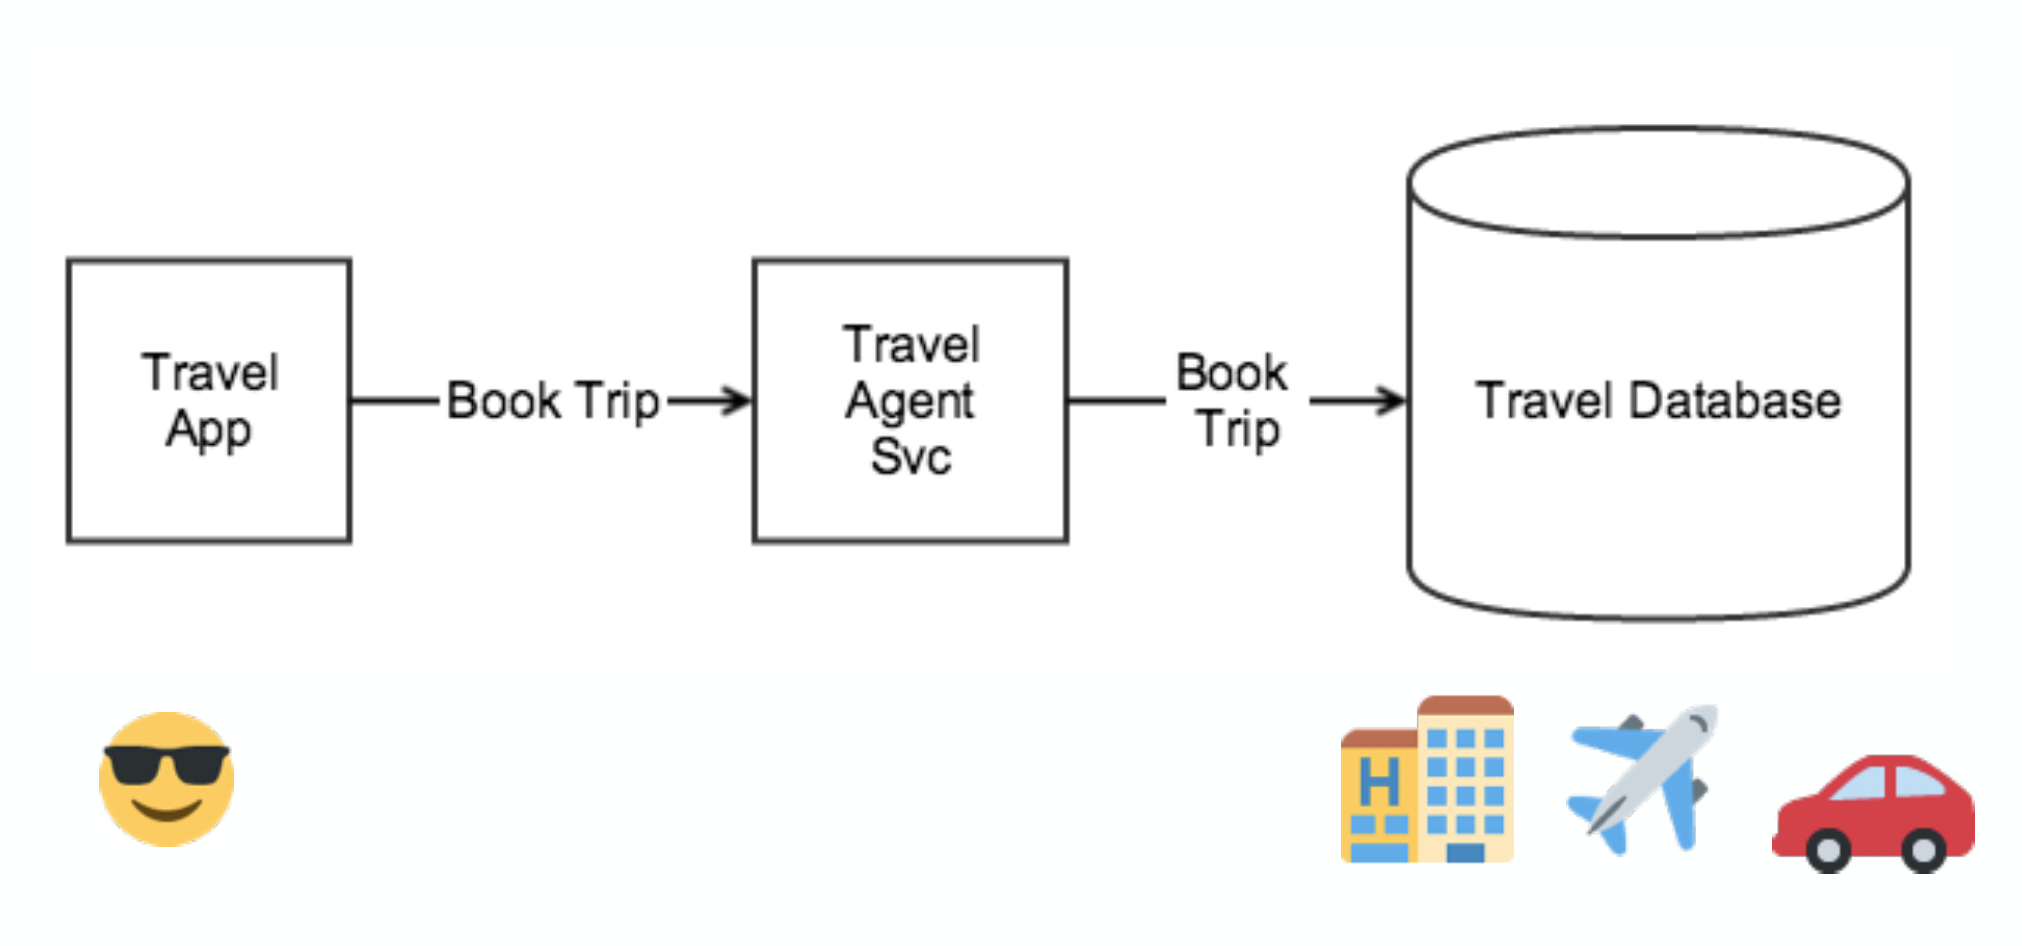 Travel
App
Book Trip
Travel
Agent
Svc
Book
Trip
Travel Database
H